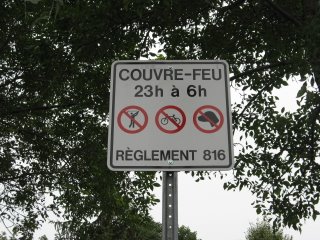 COUVRE-FEU
23h à 6h
RÈGLEMENT 816